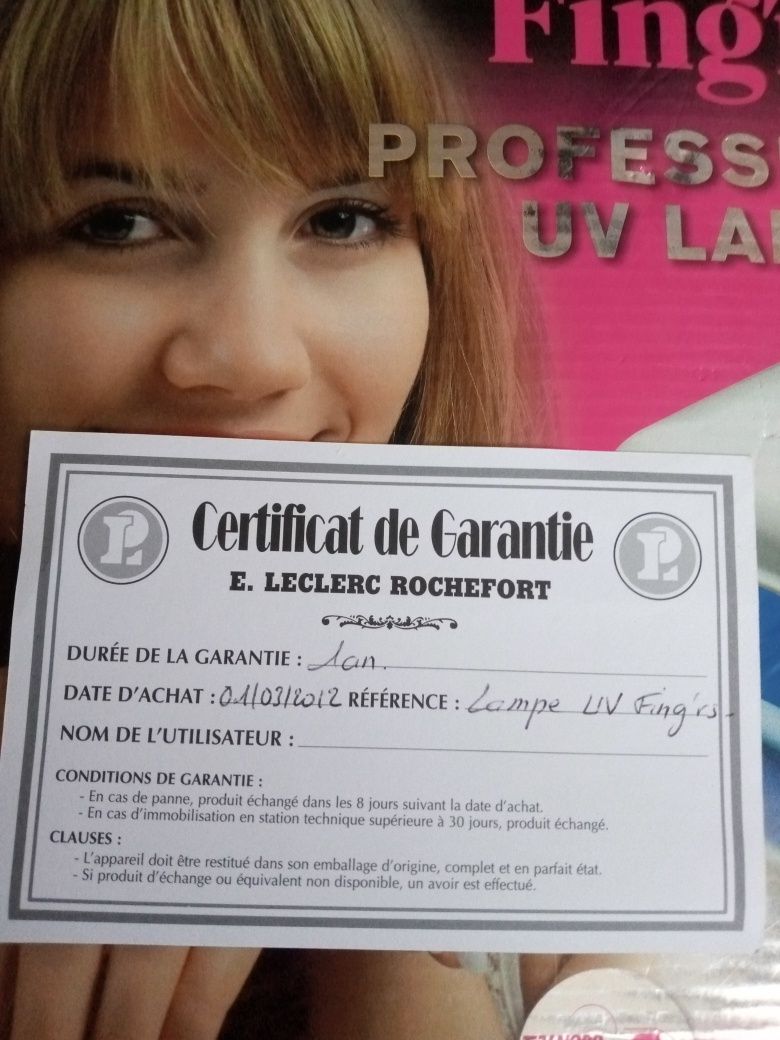 Fing'
PROFESS
UV LA
Certificat de Garantie
E. LECLERC ROCHEFORT
DURÉE DE LA GARANTIE : 1an.
DATE D'ACHAT : 01/03/2012 RÉFÉRENCE : Lampe UV Fing'rs.
NOM DE L'UTILISATEUR :
CONDITIONS DE GARANTIE :
- En cas de panne, produit échangé dans les 8 jours suivant la date d'achat.
- En cas d'immobilisation en station technique supérieure à 30 jours, produit échangé.
CLAUSES :
- L'appareil doit être restitué dans son emballage d'origine, complet et en parfait état.
- Si produit d'échange ou équivalent non disponible, un avoir est effectué.